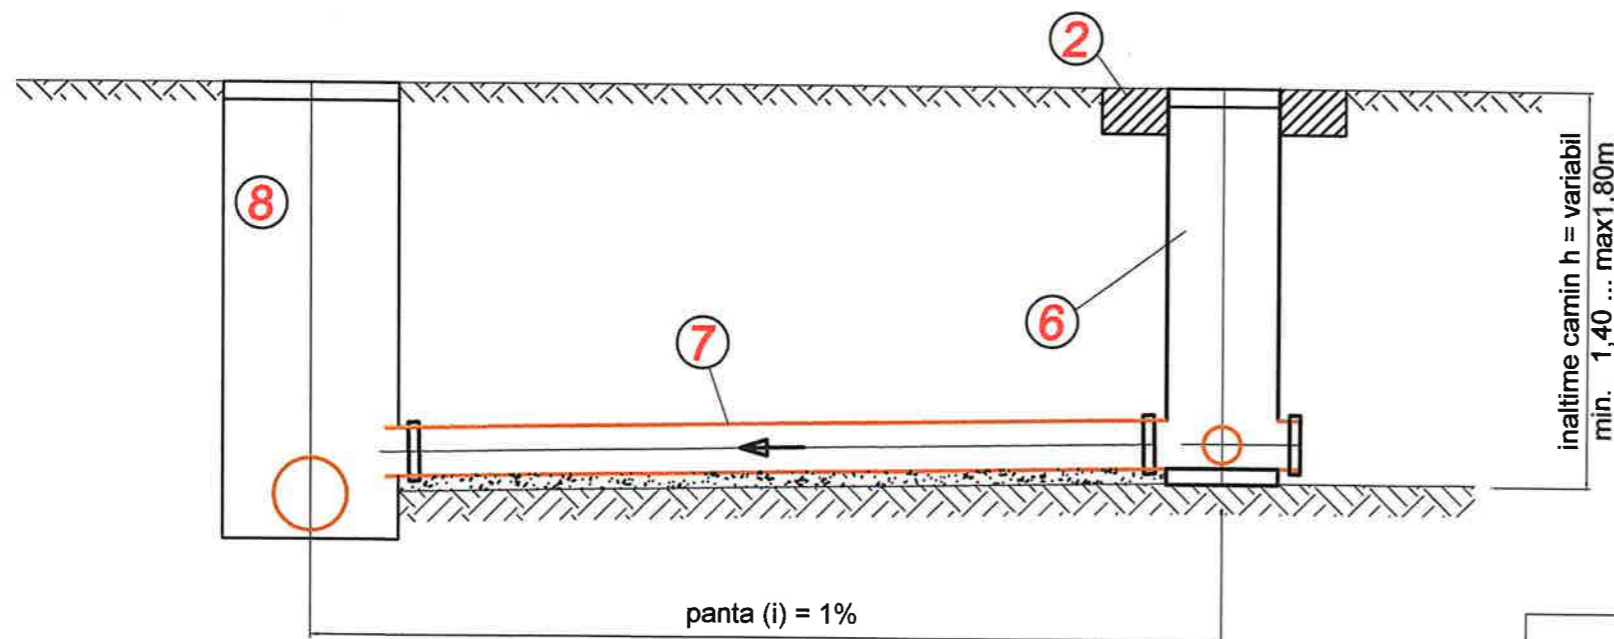 2
8
6
7
inaltime camin h = variabil
min. 1,40 ... max1.80m
panta (i) = 1%